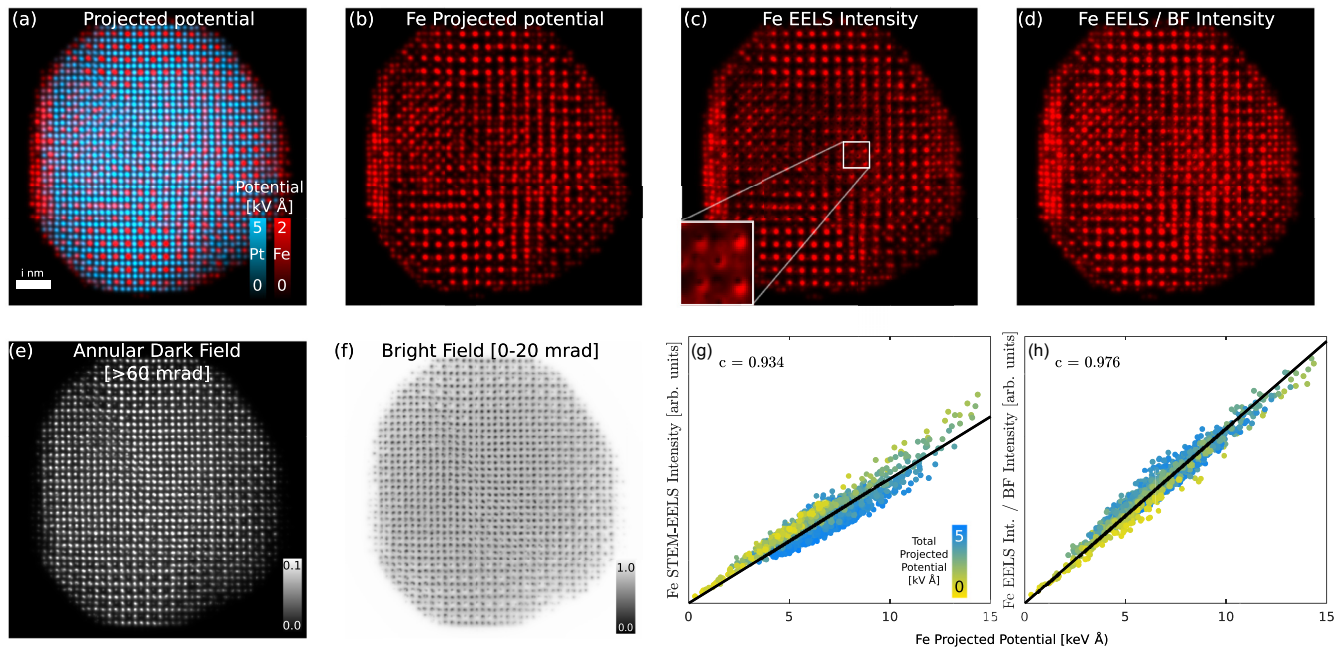 (a) Projected potential
Potential
[kV Å]
5 2
Pt Fe
0 0
i nm
(b) Fe Projected potential
(c) Fe EELS Intensity
(d) Fe EELS / BF Intensity
(e) Annular Dark Field
[>60 mrad]
0.1
0.0
(f) Bright Field [0-20 mrad]
1.0
0.0
(g)
c = 0.934
Fe STEM-EELS Intensity [arb. units]
Total
Projected
Potential
[kV Å]
5
0
0 5 10 15
(h)
c = 0.976
Fe EELS Int. / BF Intensity [arb. units]
0 5 10 15
Fe Projected Potential [keV Å]